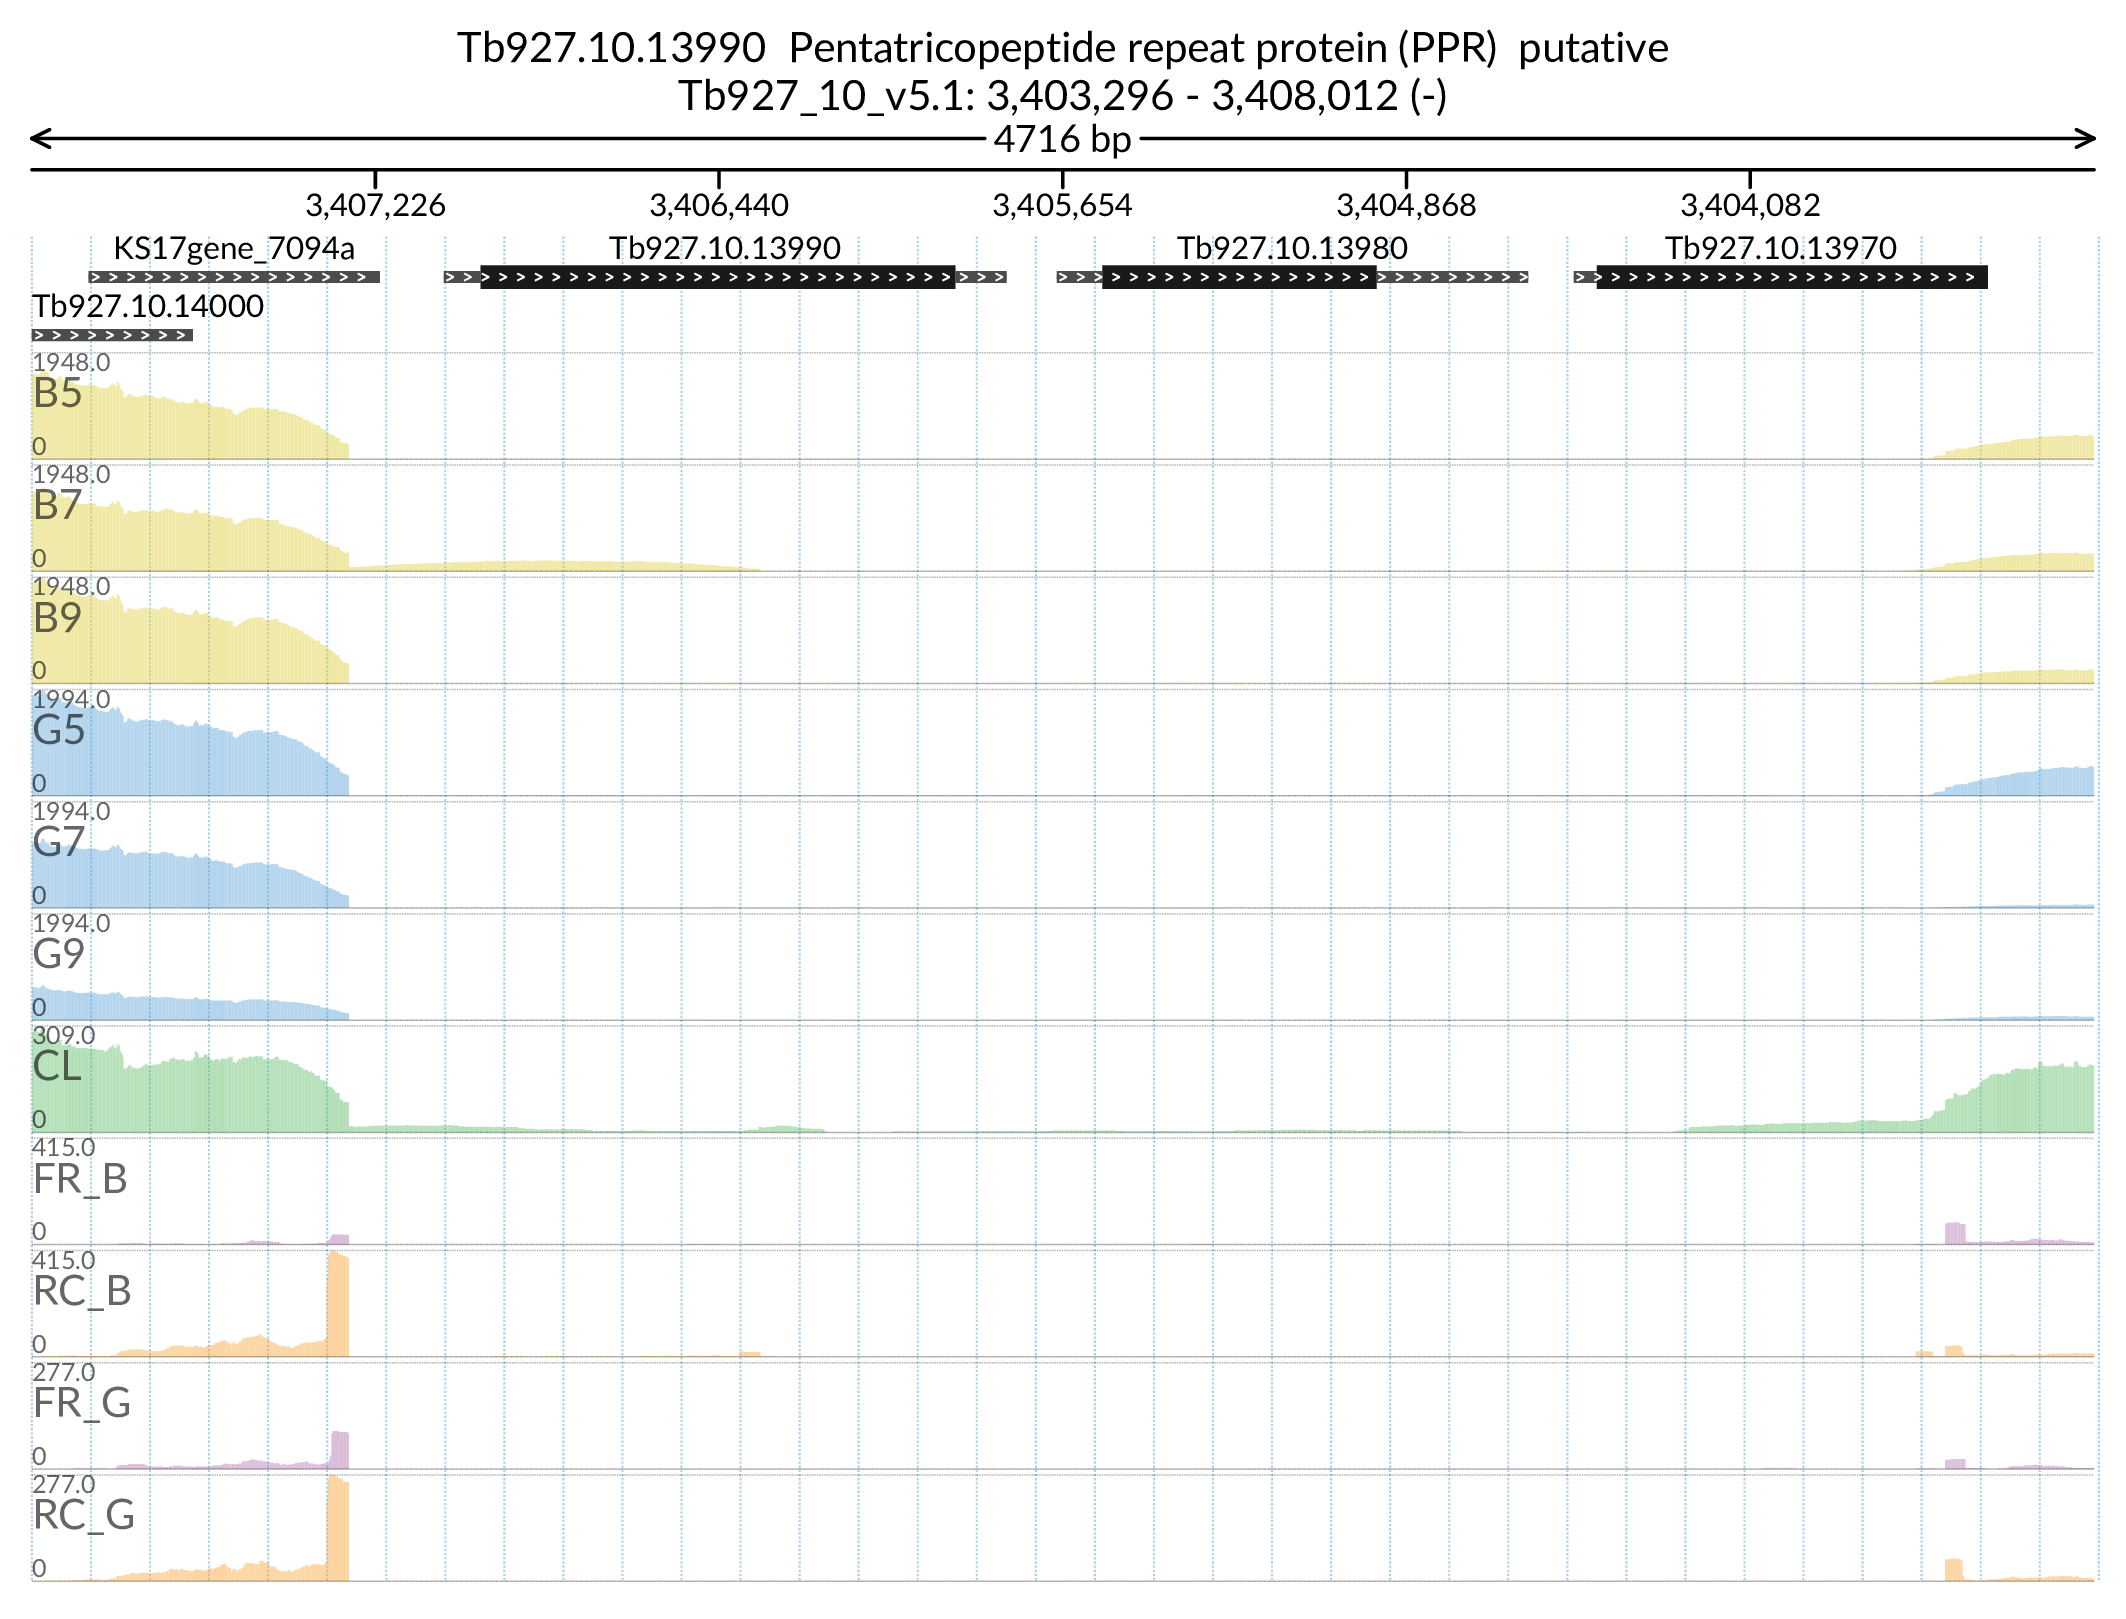 Tb927.10.13990  Pentatricopeptide repeat protein (PPR)  putative
Tb927_10_v5.1: 3,403,296 - 3,408,012 (-)
4716 bp
3,407,226 3,406,440 3,405,654 3,404,868 3,404,082
KS17gene_7094a Tb927.10.13990 Tb927.10.13980 Tb927.10.13970
Tb927.10.14000
1948.0
B5
0
1948.0
B7
0
1948.0
B9
0
1994.0
G5
0
1994.0
G7
0
1994.0
G9
0
309.0
CL
0
415.0
FR_B
0
415.0
RC_B
0
277.0
FR_G
0
277.0
RC_G
0